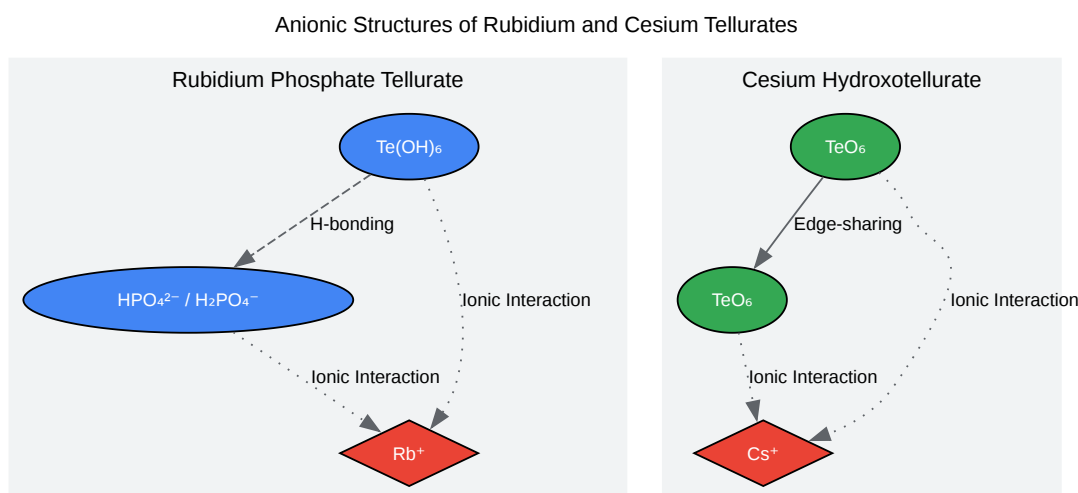 Anionic Structures of Rubidium and Cesium Tellurates
Rubidium Phosphate Tellurate
Te(OH)₆
H-bonding
HPO₄²⁻ / H₂PO₄⁻
Ionic Interaction
Ionic Interaction
Rb⁺
Cesium Hydroxotellurate
TeO₆
Edge-sharing
TeO₆
Ionic Interaction
Ionic Interaction
Cs⁺